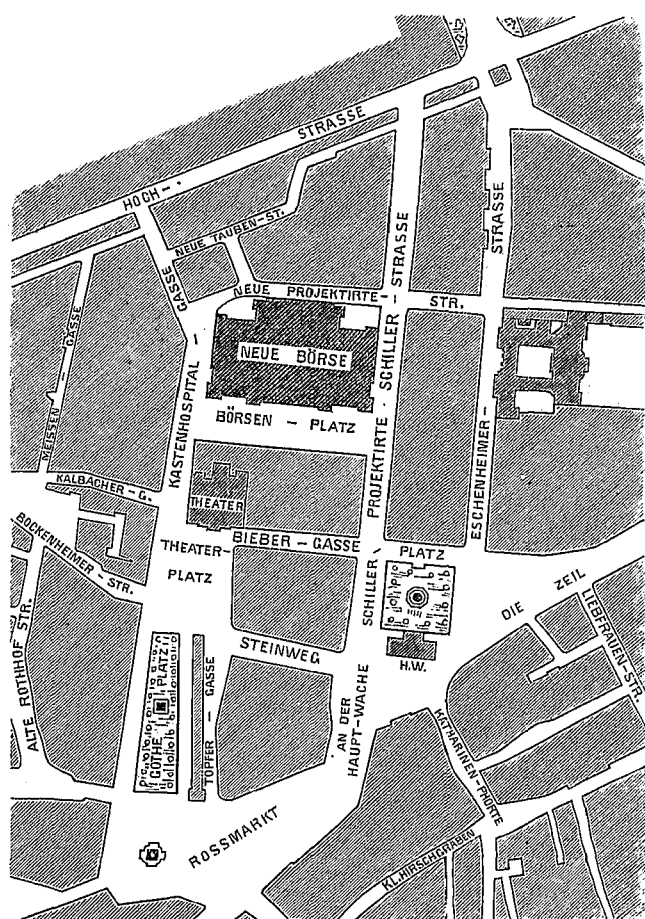 HOCH – STRASSE
NEUE TAUBEN–ST.
KASTENHOSPITAL – GASSE
NEUE PROJEKTIRTE – STR.
PROJEKTIRTE · SCHILLER STRASSE
ESCHENHEIMER – STRASSE
MEISSEN – GASSE
NEUE BÖRSE
BÖRSEN – PLATZ
KALBACHER – G.
THEATER
BOCKENHEIMER – STR.
BIEBER – GASSE
THEATER–
PLATZ
SCHILLER – PLATZ
DIE ZEIL
LIEBFRAUEN–STR.
ALTE ROTHHOF STR.
GÖTHE PLATZ
TÖPFER – GASSE
STEINWEG
H.W.
AN DER
HAUPT–WACHE
KATHARINEN–PHORTE
ROSSMARKT
KL. HIRSCHGRABEN